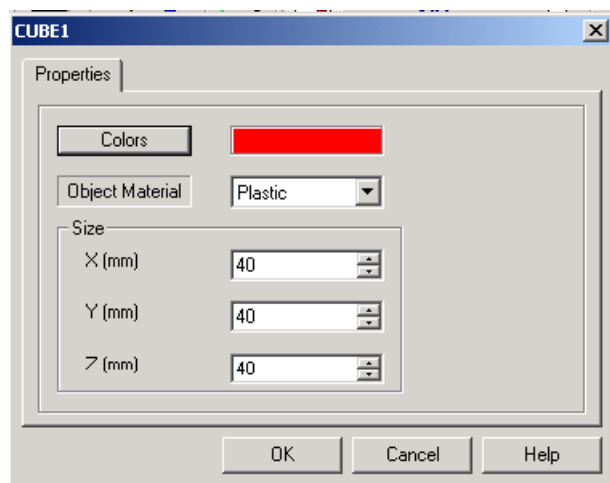 CUBE1
Properties
Colors
Object Material Plastic
Size
X (mm) 40
Y (mm) 40
Z (mm) 40
OK Cancel Help